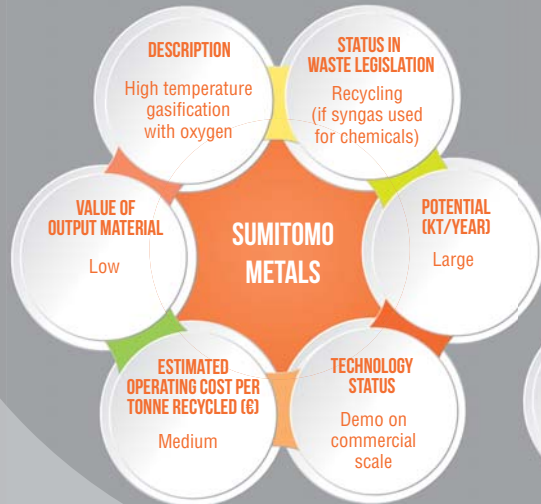 DESCRIPTION
High temperature
gasification
with oxygen
STATUS IN
WASTE LEGISLATION
Recycling
(if syngas used
for chemicals)
VALUE OF
OUTPUT MATERIAL
Low
SUMITOMO
METALS
POTENTIAL
(KT/YEAR)
Large
ESTIMATED
OPERATING COST PER
TONNE RECYCLED (€)
Medium
TECHNOLOGY
STATUS
Demo on
commercial
scale